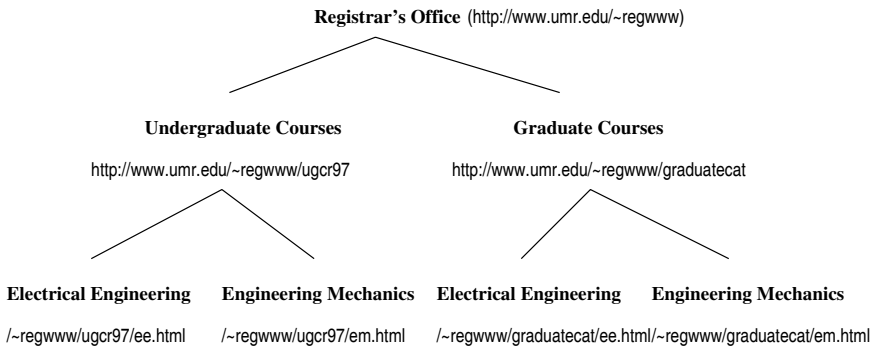 Registrar's Office (http://www.umr.edu/~regwww)
Undergraduate Courses Graduate Courses
http://www.umr.edu/~regwww/ugcr97 http://www.umr.edu/~regwww/graduatecat
Electrical Engineering Engineering Mechanics Electrical Engineering Engineering Mechanics
/~regwww/ugcr97/ee.html /~regwww/ugcr97/em.html /~regwww/graduatecat/ee.html/~regwww/graduatecat/em.html